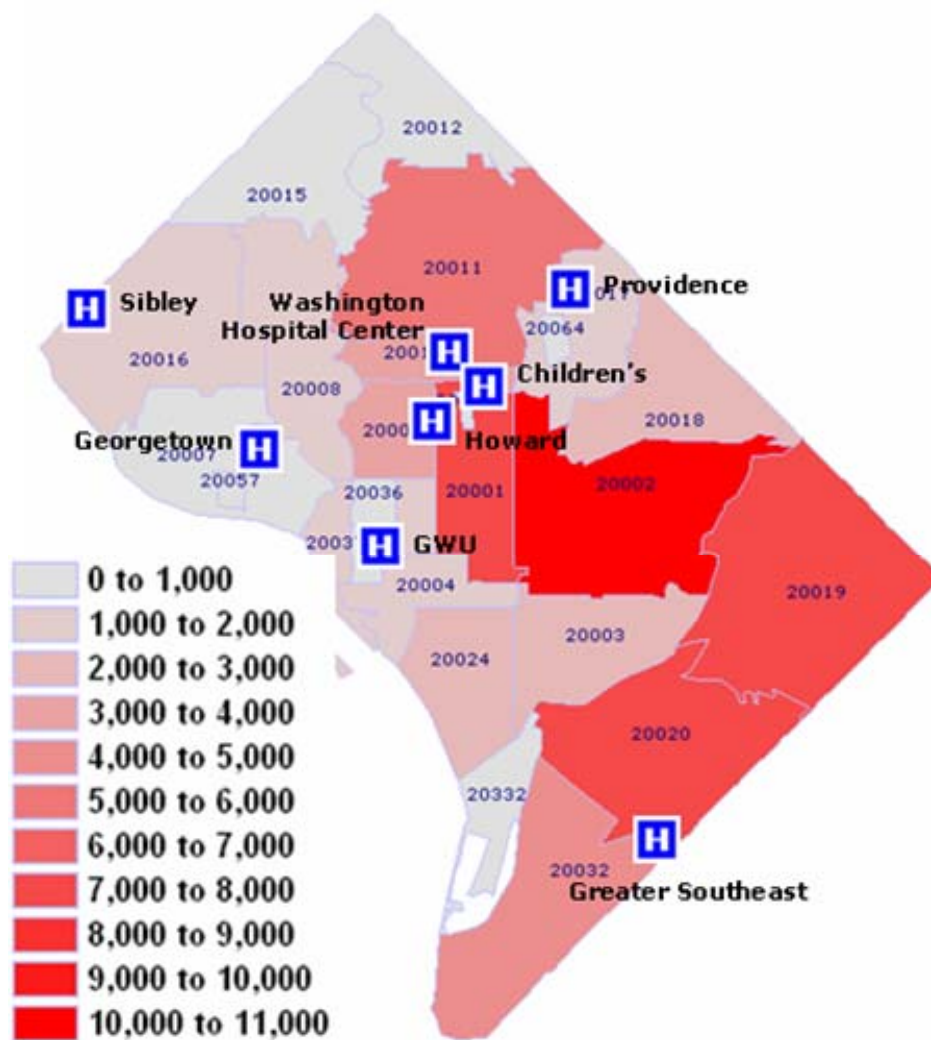 20012
20015
20011
Providence
Sibley
Washington
Hospital Center
20064
20016
Children's
20008
20018
Georgetown
Howard
20007
20057
20036
20001
20002
GWU
20004
20019
20003
20024
20020
20332
20032
Greater Southeast
H
H
H
H
H
H
H
H
0 to 1,000
1,000 to 2,000
2,000 to 3,000
3,000 to 4,000
4,000 to 5,000
5,000 to 6,000
6,000 to 7,000
7,000 to 8,000
8,000 to 9,000
9,000 to 10,000
10,000 to 11,000